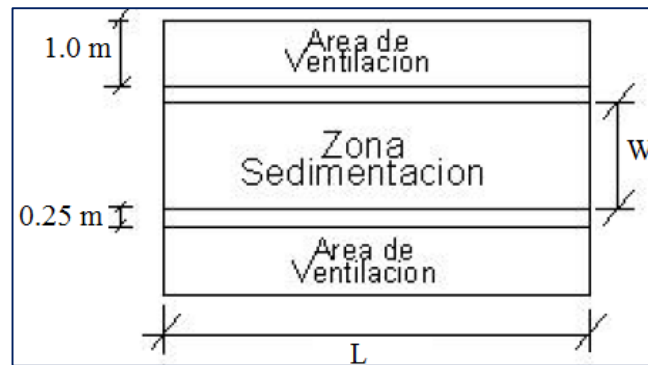 1.0 m
Area de
Ventilacion
Zona
Sedimentacion
W
0.25 m
Area de
Ventilacion
L